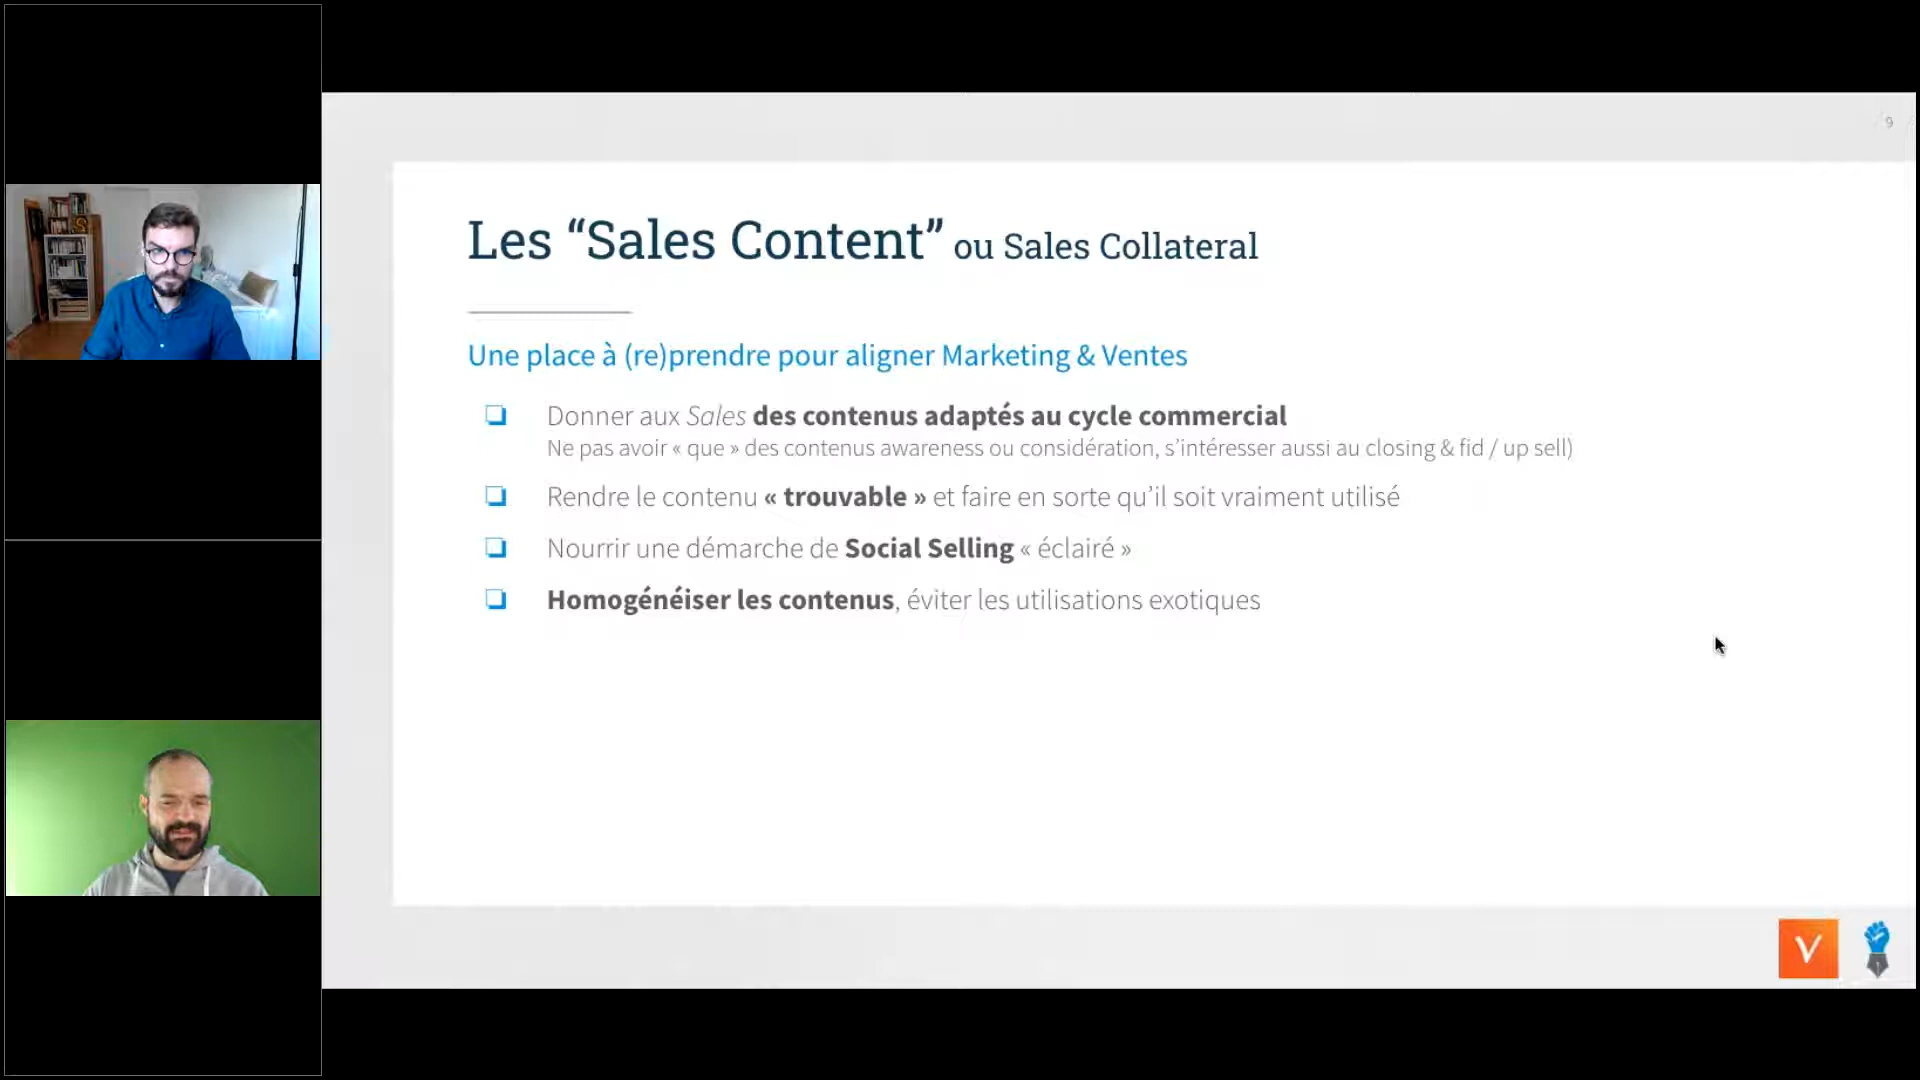 9
Les “Sales Content” ou Sales Collateral
Une place à (re)prendre pour aligner Marketing & Ventes
Donner aux Sales des contenus adaptés au cycle commercial
Ne pas avoir « que » des contenus awareness ou considération, s’intéresser aussi au closing & fid / up sell)
Rendre le contenu « trouvable » et faire en sorte qu’il soit vraiment utilisé
Nourrir une démarche de Social Selling « éclairé »
Homogénéiser les contenus, éviter les utilisations exotiques
V